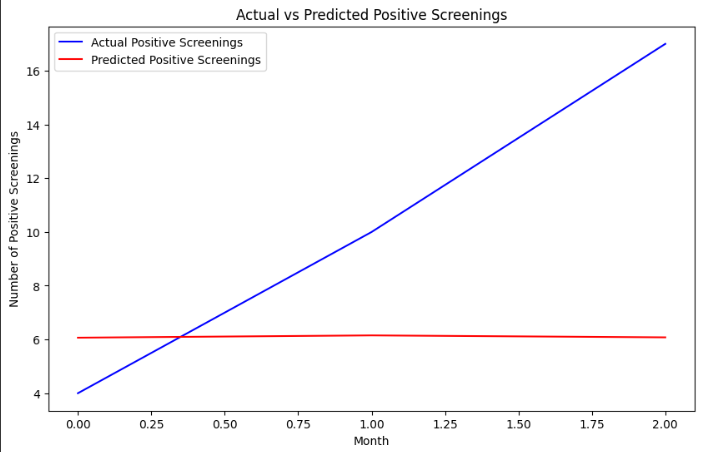 Actual vs Predicted Positive Screenings
Actual Positive Screenings
Predicted Positive Screenings
Number of Positive Screenings
16
14
12
10
8
6
4
0.00 0.25 0.50 0.75 1.00 1.25 1.50 1.75 2.00
Month